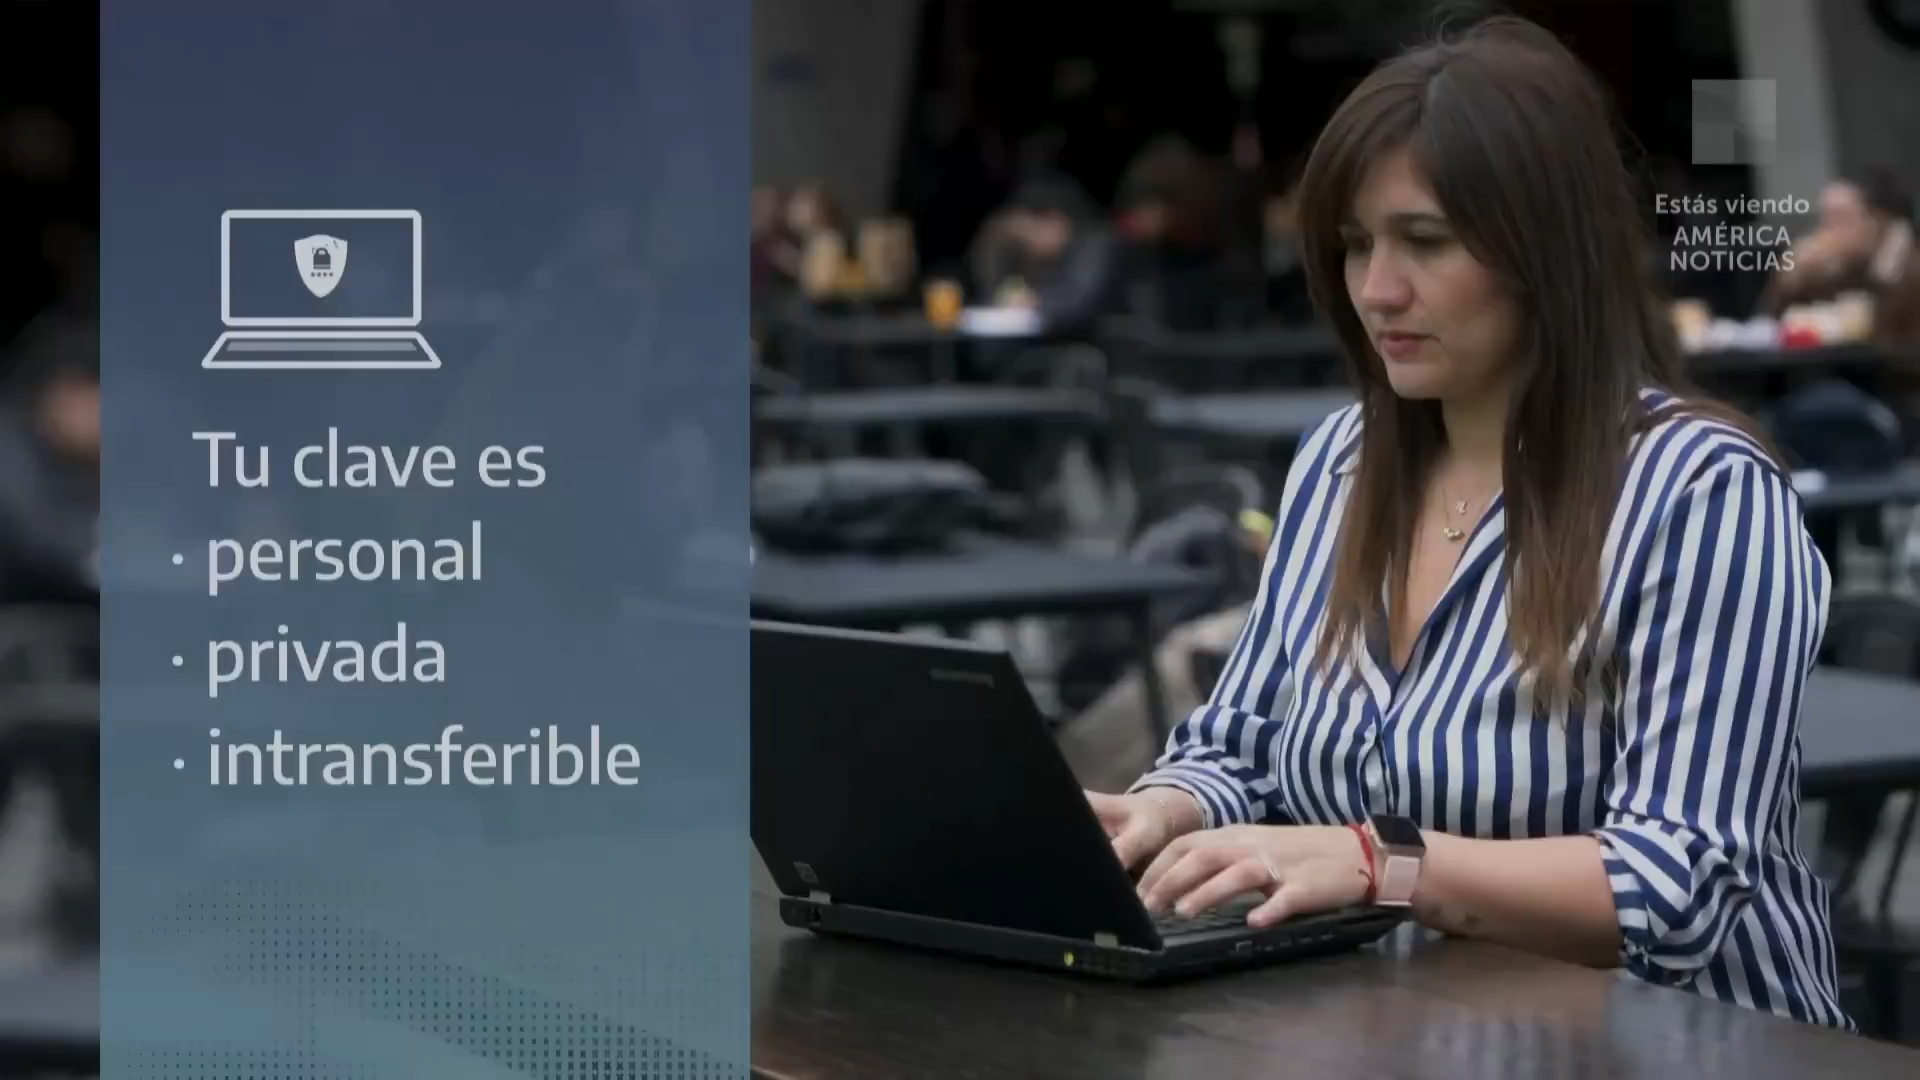 Tu clave es
· personal
· privada
· intransferible
Estás viendo
AMÉRICA
NOTICIAS